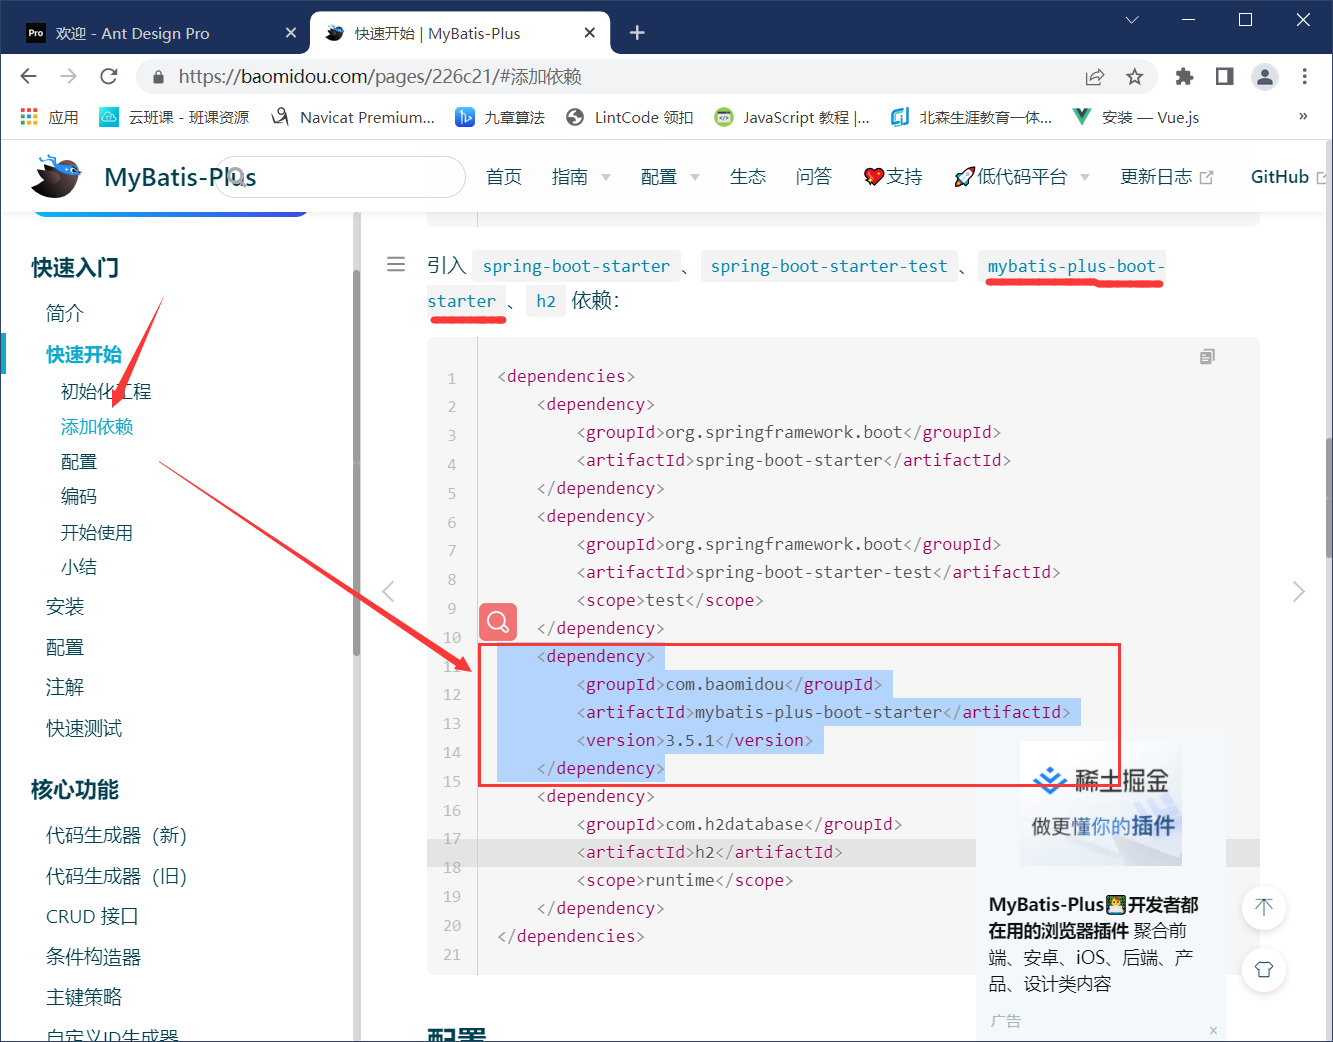 Pro 欢迎 - Ant Design Pro
快速开始 | MyBatis-Plus
https://baomidou.com/pages/226c21/#添加依赖
应用
云班课 - 班课资源
Navicat Premium...
九章算法
LintCode 领扣
JavaScript 教程 |...
北森生涯教育一体...
安装 — Vue.js
»
MyBatis-Plus
首页
指南
配置
生态
问答
支持
低代码平台
更新日志
GitHub
快速入门
简介
快速开始
初始化工程
添加依赖
配置
编码
开始使用
小结
安装
配置
注解
快速测试
核心功能
代码生成器（新）
代码生成器（旧）
CRUD 接口
条件构造器
主键策略
自定义ID生成器
引入 spring-boot-starter 、 spring-boot-starter-test 、 mybatis-plus-boot-
starter 、 h2 依赖：
1 <dependencies>
2 <dependency>
3 <groupId>org.springframework.boot</groupId>
4 <artifactId>spring-boot-starter</artifactId>
5 </dependency>
6 <dependency>
7 <groupId>org.springframework.boot</groupId>
8 <artifactId>spring-boot-starter-test</artifactId>
9 <scope>test</scope>
10 </dependency>
11 <dependency>
12 <groupId>com.baomidou</groupId>
13 <artifactId>mybatis-plus-boot-starter</artifactId>
14 <version>3.5.1</version>
15 </dependency>
16 <dependency>
17 <groupId>com.h2database</groupId>
18 <artifactId>h2</artifactId>
19 <scope>runtime</scope>
20 </dependency>
21 </dependencies>
稀土掘金
做更懂你的插件
MyBatis-Plus🧑‍💻开发者都
在用的浏览器插件 聚合前
端、安卓、iOS、后端、产
品、设计类内容
广告
配置